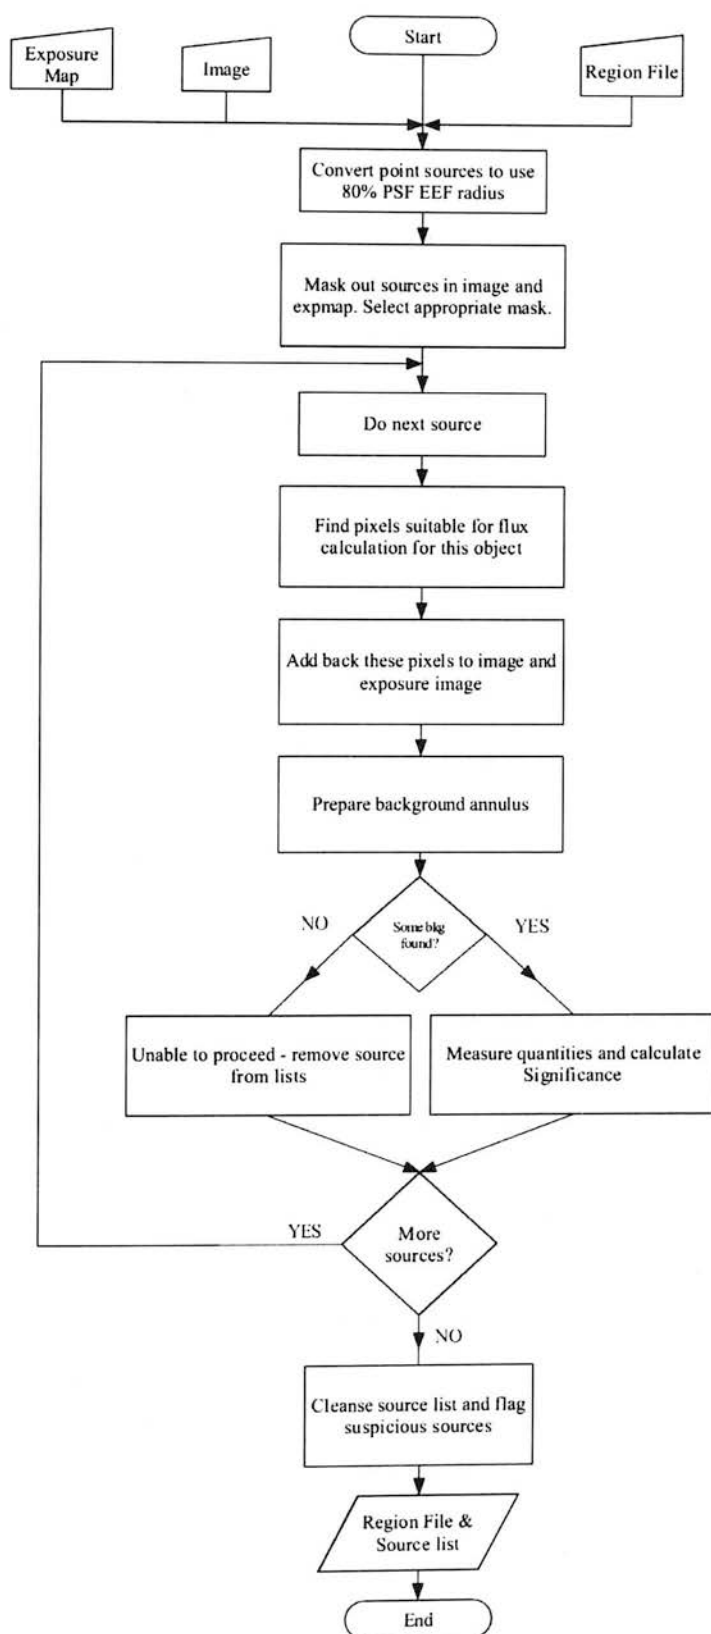 Start
Exposure
Map
Image
Region File
Convert point sources to use
80% PSF EEF radius
Mask out sources in image and
expmap. Select appropriate mask.
Do next source
Find pixels suitable for flux
calculation for this object
Add back these pixels to image and
exposure image
Prepare background annulus
NO
Some bkg
found?
YES
Unable to proceed - remove source
from lists
Measure quantities and calculate
Significance
YES
More
sources?
NO
Cleanse source list and flag
suspicious sources
Region File &
Source list
End